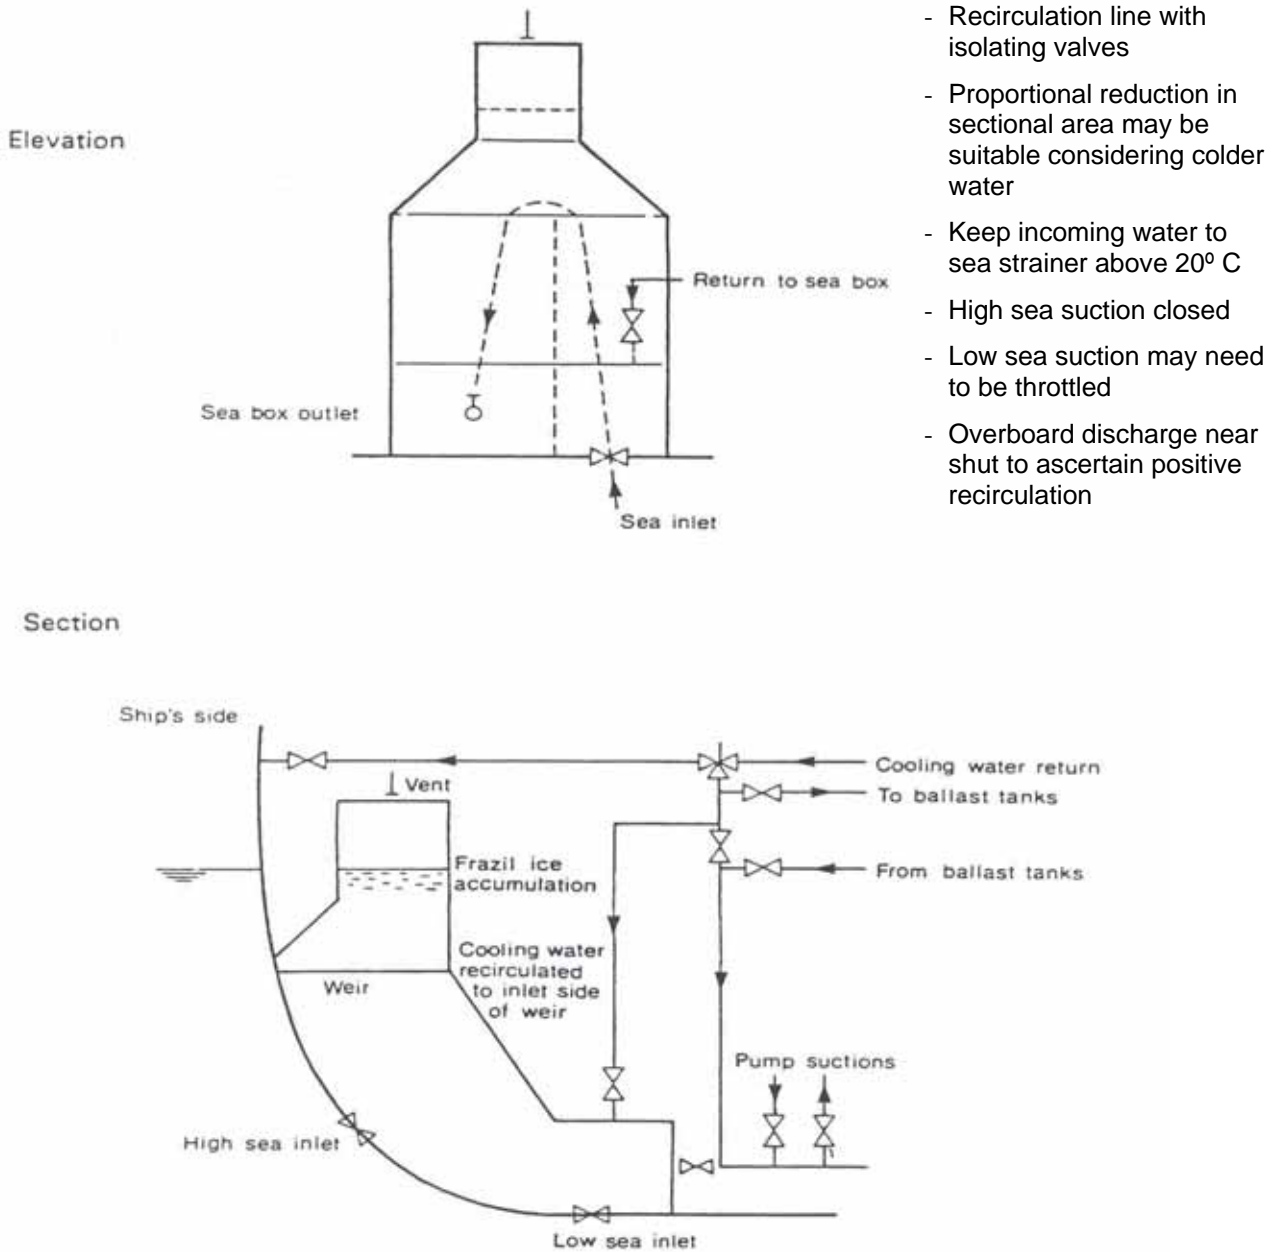 - Recirculation line with
isolating valves
- Proportional reduction in
sectional area may be
suitable considering colder
water
- Keep incoming water to
sea strainer above 20º C
- High sea suction closed
- Low sea suction may need
to be throttled
- Overboard discharge near
shut to ascertain positive
recirculation
Elevation
Return to sea box
Sea box outlet
Sea inlet
Section
Ship's side
Vent
Cooling water return
To ballast tanks
Frazil ice
accumulation
From ballast tanks
Cooling water
recirculated
to inlet side
of weir
Weir
Pump suctions
High sea inlet
Low sea inlet